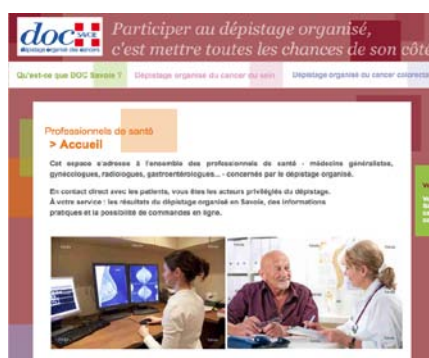 doc SAVOIE
dépistage organisé des cancers
Participer au dépistage organisé,
c'est mettre toutes les chances de son côté
Qu'est-ce que DOC Savoie ? Dépistage organisé du cancer du sein Dépistage organisé du cancer colorecta
Professionnels de santé
> Accueil
Cet espace s'adresse à l'ensemble des professionnels de santé - médecins généralistes,
gynécologues, radiologues, gastroentérologues... - concernés par le dépistage organisé.
En contact direct avec les patients, vous êtes les acteurs privilégiés du dépistage.
À votre service : les résultats du dépistage organisé en Savoie, des informations
pratiques et la possibilité de commandes en ligne.